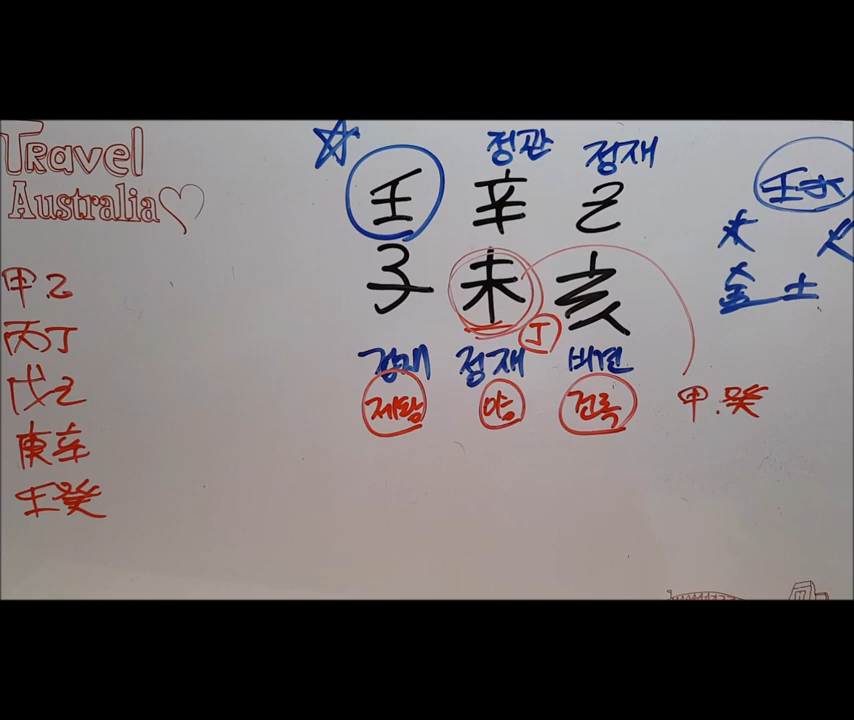 Travel
Australia
甲 乙
丙丁
戊己
庚辛
壬癸
정관 정재
壬 辛 己
子 未 亥
丁
겁재 정재 비견
제왕 양 건록
甲.癸
壬水
木 火
金 土